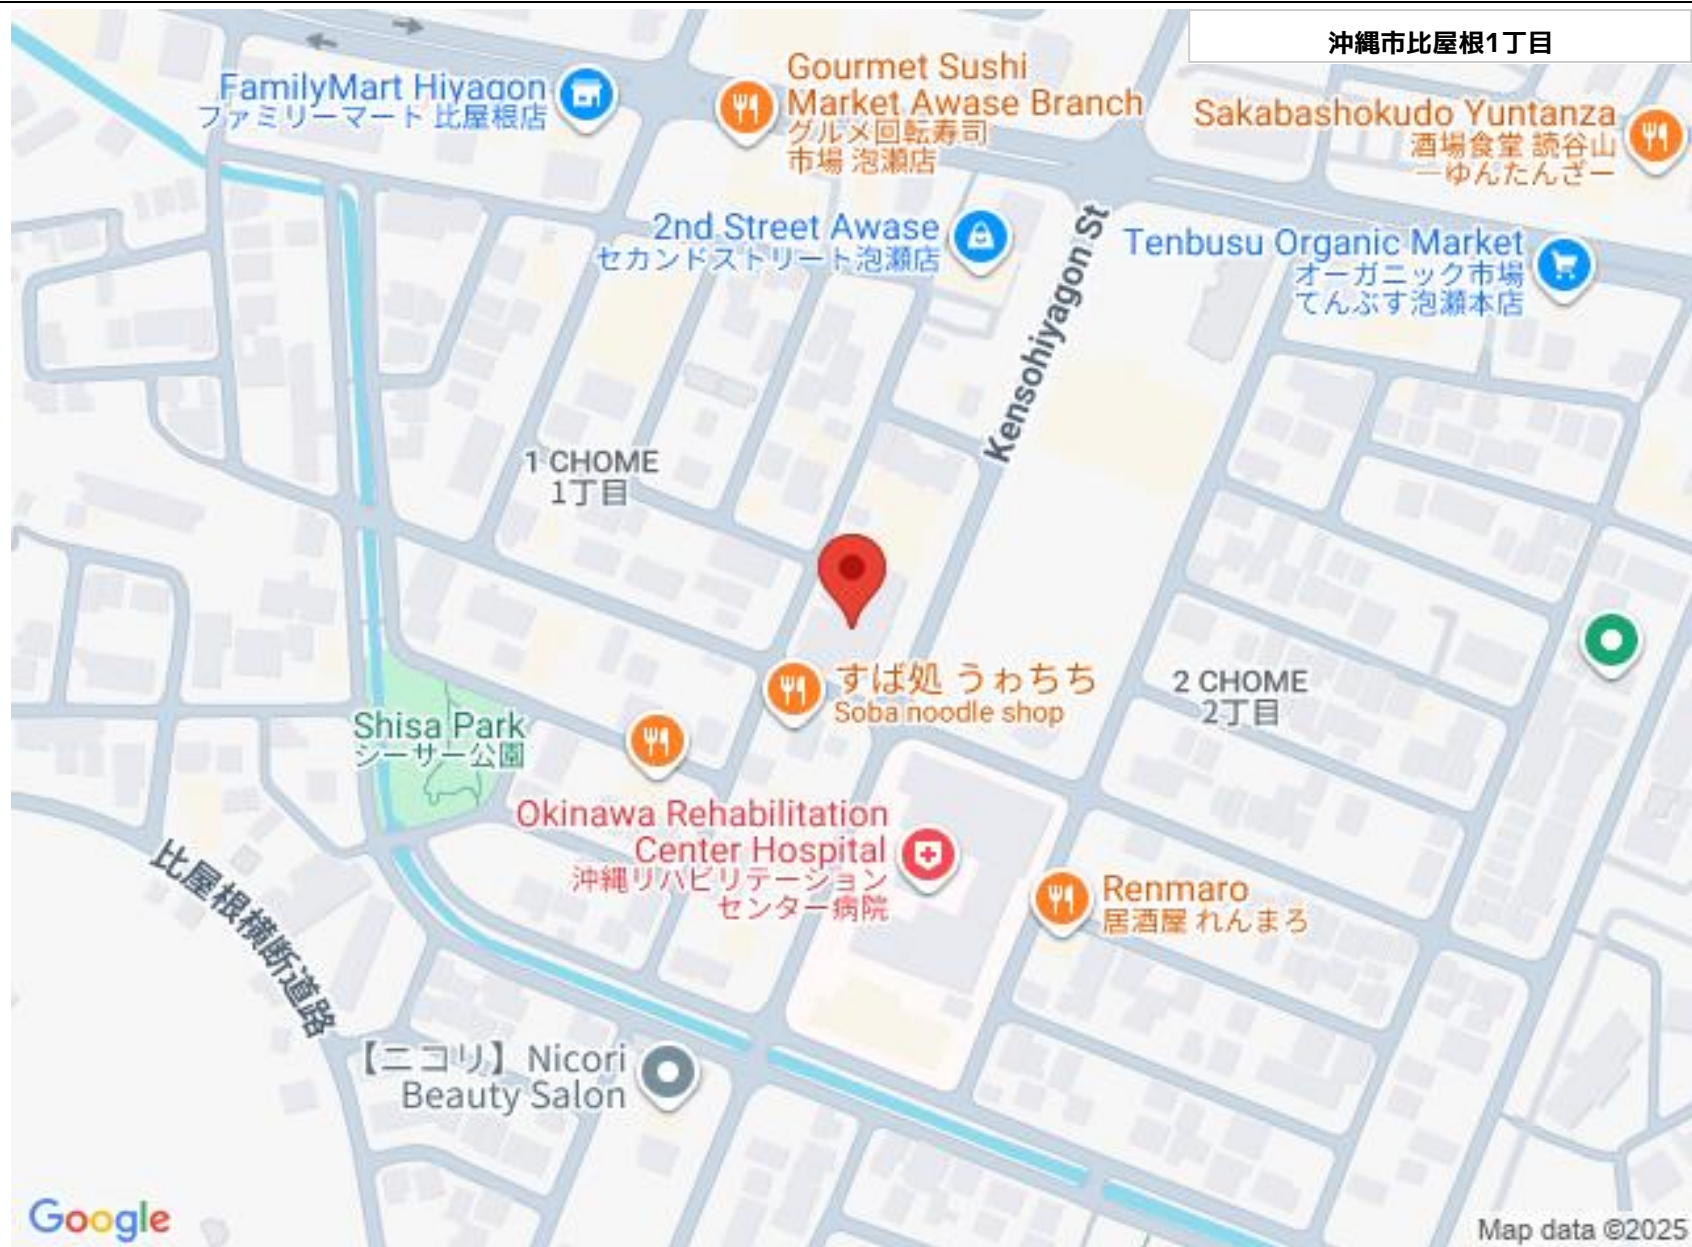 沖縄市比屋根1丁目
FamilyMart Hiyagon
ファミリーマート 比屋根店
Gourmet Sushi
Market Awase Branch
グルメ回転寿司
市場 泡瀬店
Sakabashokudo Yuntanza
酒場食堂 読谷山
―ゆんたんざー
2nd Street Awase
セカンドストリート泡瀬店
Kensohiyagon St
Tenbusu Organic Market
オーガニック市場
てんぶす泡瀬本店
1 CHOME
1丁目
すば処 うゎちち
Soba noodle shop
2 CHOME
2丁目
Shisa Park
シーサー公園
Okinawa Rehabilitation
Center Hospital
沖縄リハビリテーション
センター病院
Renmaro
居酒屋 れんまろ
比屋根横断道路
【ニコリ】Nicori
Beauty Salon
Google
Map data ©2025